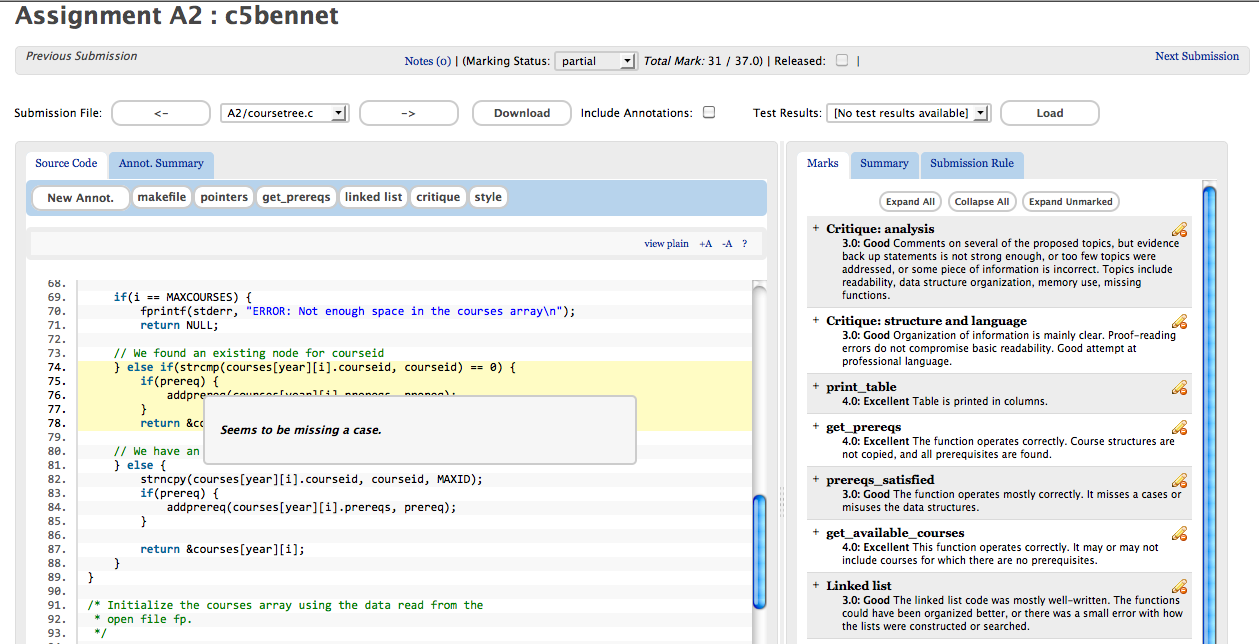 Assignment A2 : c5bennet
Previous Submission
Notes (0) | (Marking Status: partial Total Mark: 31 / 37.0) | Released: |
Next Submission
Submission File: <- A2/coursetree.c -> Download Include Annotations: Test Results: [No test results available] Load
Source Code Annot. Summary
New Annot. makefile pointers get_prereqs linked list critique style
view plain +A -A ?
68.
69. if(i == MAXCOURSES) {
70. fprintf(stderr, "ERROR: Not enough space in the courses array\n");
71. return NULL;
72.
73. // We found an existing node for courseid
74. } else if(strcmp(courses[year][i].courseid, courseid) == 0) {
75. if(prereq) {
76. addprereq(courses[year][i].prereqs, prereq);
77. }
78. return &co
Seems to be missing a case.
79.
80. // We have an
81. } else {
82. strncpy(courses[year][i].courseid, courseid, MAXID);
83. if(prereq) {
84. addprereq(courses[year][i].prereqs, prereq);
85. }
86.
87. return &courses[year][i];
88. }
89. }
90.
91. /* Initialize the courses array using the data read from the
92. * open file fp.
93. */
Marks Summary Submission Rule
Expand All Collapse All Expand Unmarked
+ Critique: analysis
3.0: Good Comments on several of the proposed topics, but evidence
back up statements is not strong enough, or too few topics were
addressed, or some piece of information is incorrect. Topics include
readability, data structure organization, memory use, missing
functions.
+ Critique: structure and language
3.0: Good Organization of information is mainly clear. Proof-reading
errors do not compromise basic readability. Good attempt at
professional language.
+ print_table
4.0: Excellent Table is printed in columns.
+ get_prereqs
4.0: Excellent The function operates correctly. Course structures are
not copied, and all prerequisites are found.
+ prereqs_satisfied
3.0: Good The function operates mostly correctly. It misses a cases or
misuses the data structures.
+ get_available_courses
4.0: Excellent This function operates correctly. It may or may not
include courses for which there are no prerequisites.
+ Linked list
3.0: Good The linked list code was mostly well-written. The functions
could have been organized better, or there was a small error with how
the lists were constructed or searched.